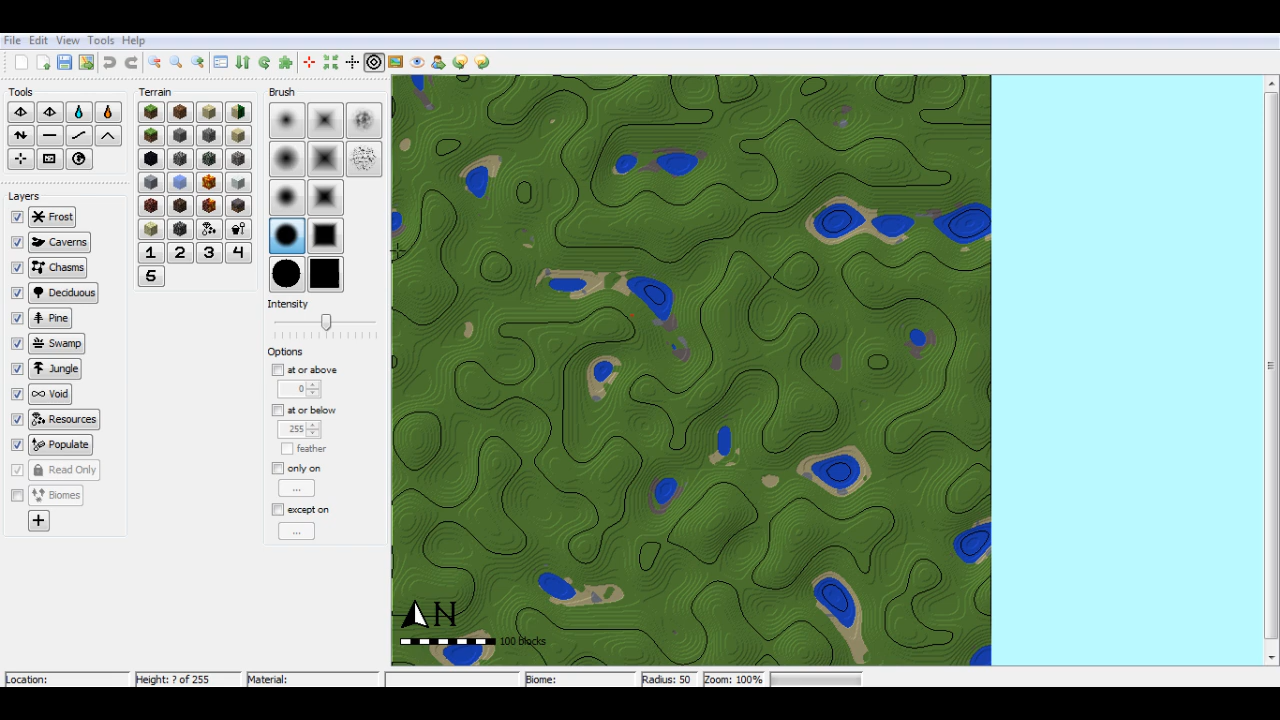 File Edit View Tools Help
Tools
Terrain
Brush
Layers
Frost
Caverns
Chasms
Deciduous
Pine
Swamp
Jungle
Void
Resources
Populate
Read Only
Biomes
1 2 3 4
5
Intensity
Options
at or above
0
at or below
255
feather
only on
...
except on
...
N
100 blocks
Location: Height: ? of 255 Material: Biome: Radius: 50 Zoom: 100%